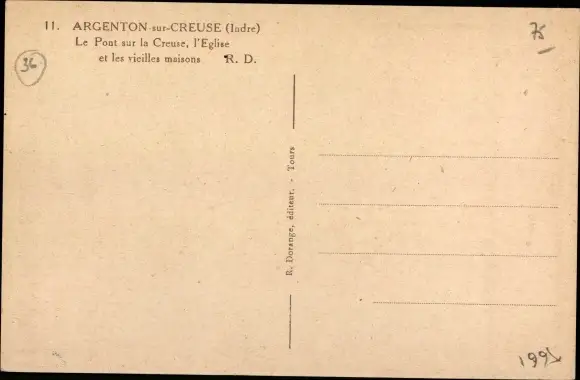 11. ARGENTON-sur-CREUSE (Indre)
Le Pont sur la Creuse, l'Eglise
et les vieilles maisons R. D.
36
R. Dorange, éditeur. - Tours